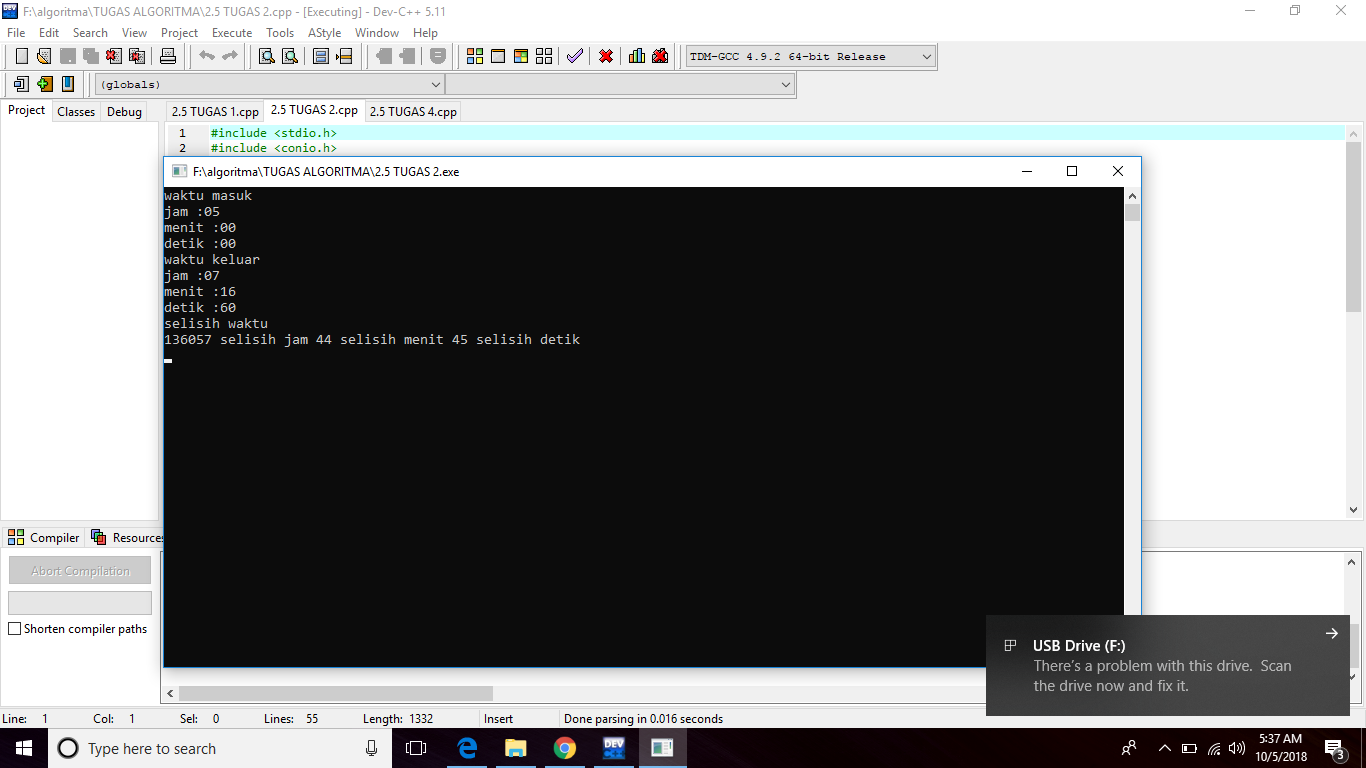 F:\algoritma\TUGAS ALGORITMA\2.5 TUGAS 2.cpp - [Executing] - Dev-C++ 5.11
File Edit Search View Project Execute Tools AStyle Window Help
TDM-GCC 4.9.2 64-bit Release
(globals)
Project Classes Debug
2.5 TUGAS 1.cpp 2.5 TUGAS 2.cpp 2.5 TUGAS 4.cpp
1 #include <stdio.h>
2 #include <conio.h>
F:\algoritma\TUGAS ALGORITMA\2.5 TUGAS 2.exe
waktu masuk
jam :05
menit :00
detik :00
waktu keluar
jam :07
menit :16
detik :60
selisih waktu
136057 selisih jam 44 selisih menit 45 selisih detik
Compiler Resources
Abort Compilation
Shorten compiler paths
USB Drive (F:)
There's a problem with this drive. Scan
the drive now and fix it.
Line: 1 Col: 1 Sel: 0 Lines: 55 Length: 1332 Insert Done parsing in 0.016 seconds
Type here to search
DEV
5:37 AM
10/5/2018
3